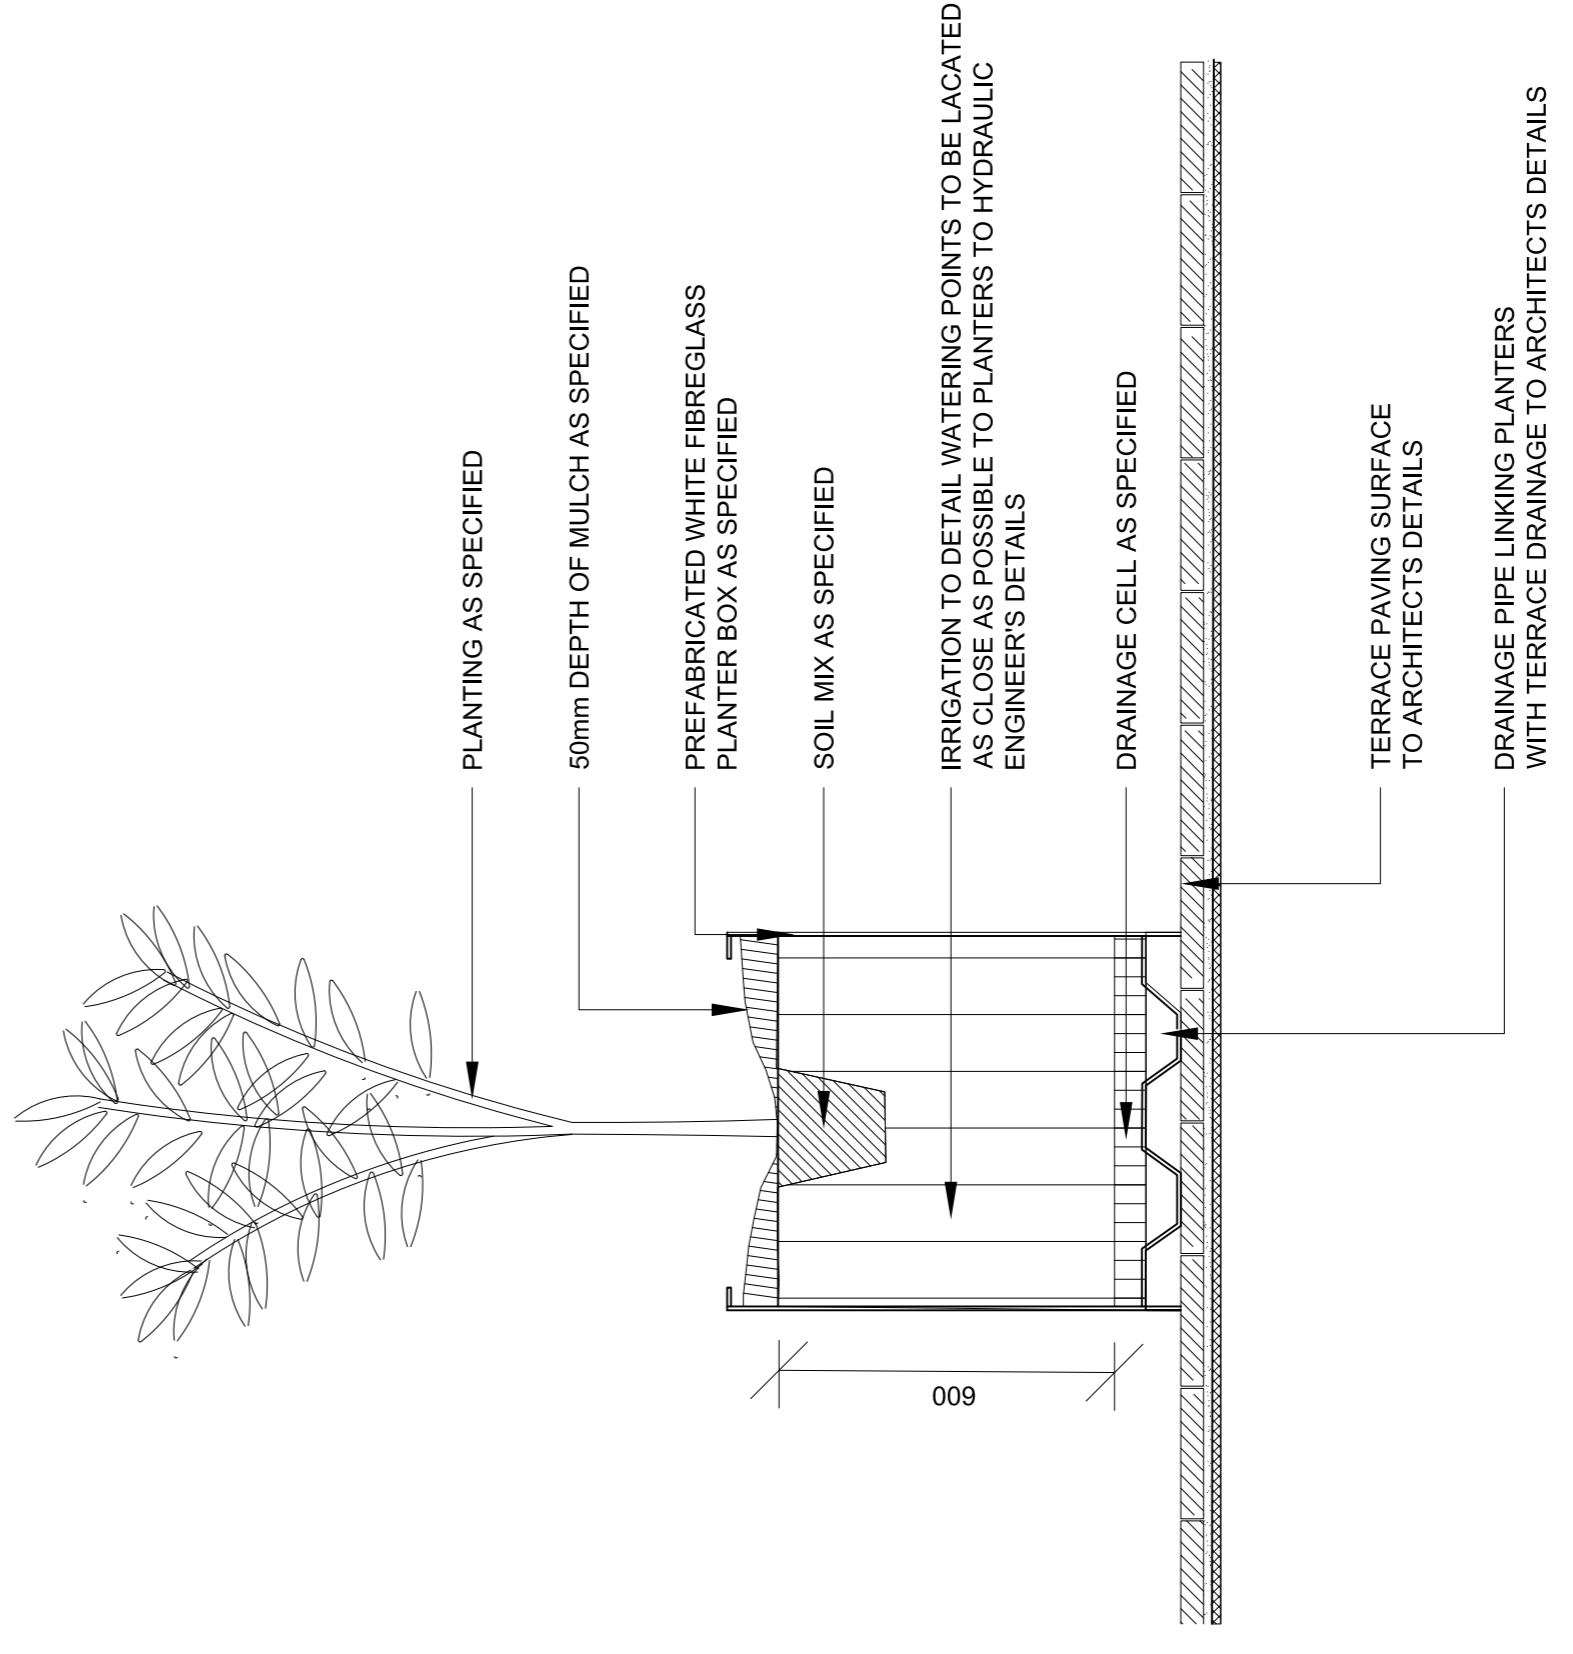 PLANTING AS SPECIFIED
50mm DEPTH OF MULCH AS SPECIFIED
PREFABRICATED WHITE FIBREGLASS
PLANTER BOX AS SPECIFIED
SOIL MIX AS SPECIFIED
IRRIGATION TO DETAIL WATERING POINTS TO BE LACATED
AS CLOSE AS POSSIBLE TO PLANTERS TO HYDRAULIC
ENGINEER'S DETAILS
DRAINAGE CELL AS SPECIFIED
TERRACE PAVING SURFACE
TO ARCHITECTS DETAILS
DRAINAGE PIPE LINKING PLANTERS
WITH TERRACE DRAINAGE TO ARCHITECTS DETAILS
600